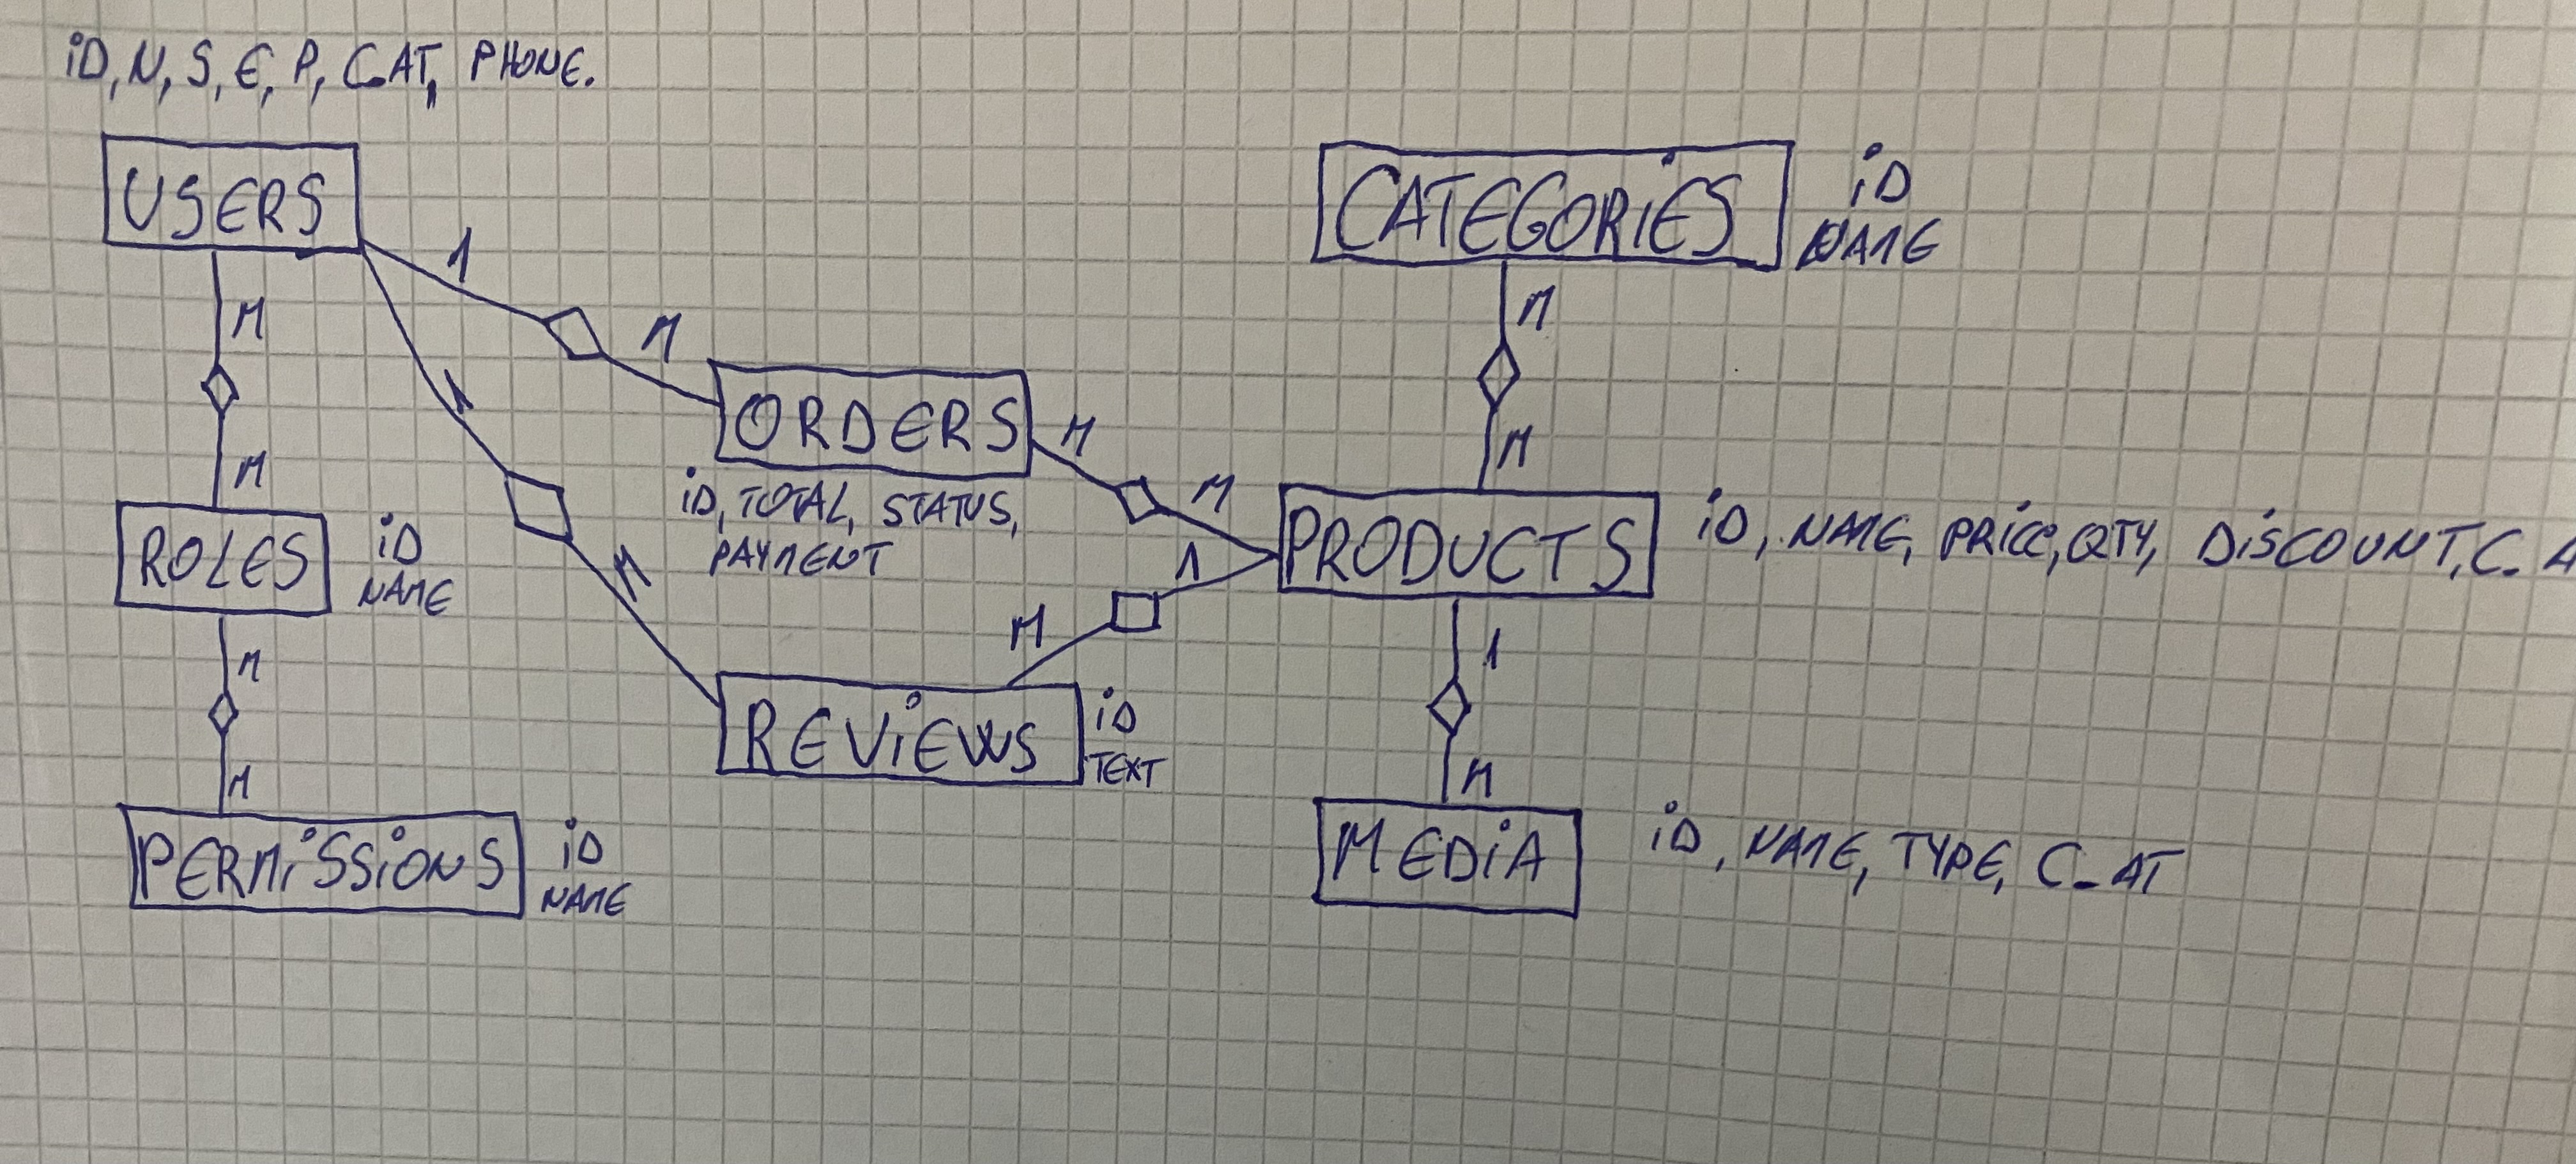 iD, N, S, E, P, C_AT, PHONE.
USERS
1
M
M
M
ROLES
iD
NAME
M
M
PERMiSSiONS
iD
NAME
1
M
ORDERS
iD, TOTAL, STATUS,
PAYMENT
M
M
1
M
REViEWS
iD
TEXT
CATEGORiES
iD
NAME
M
M
PRODUCTS
iD, NAME, PRiCE, QTY, DiSCOUNT, C_A
1
M
MEDiA
iD, NAME, TYPE, C_AT